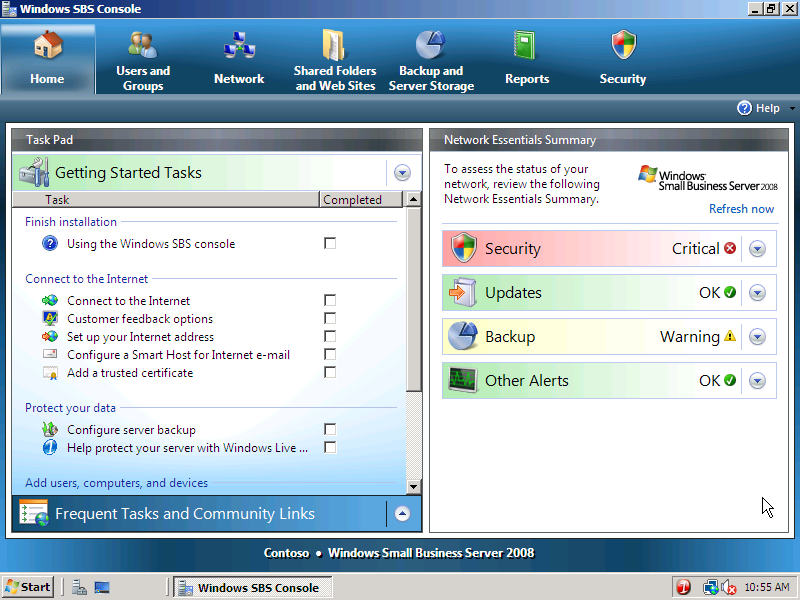 Windows SBS Console
Home
Users and
Groups
Network
Shared Folders
and Web Sites
Backup and
Server Storage
Reports
Security
Help
Task Pad
Getting Started Tasks
Task
Completed
Finish installation
Using the Windows SBS console
Connect to the Internet
Connect to the Internet
Customer feedback options
Set up your Internet address
Configure a Smart Host for Internet e-mail
Add a trusted certificate
Protect your data
Configure server backup
Help protect your server with Windows Live ...
Add users, computers, and devices
Frequent Tasks and Community Links
Network Essentials Summary
To assess the status of your
network, review the following
Network Essentials Summary.
Windows
Small Business Server 2008
Refresh now
Security Critical
Updates OK
Backup Warning
Other Alerts OK
Contoso • Windows Small Business Server 2008
Start
Windows SBS Console
10:55 AM